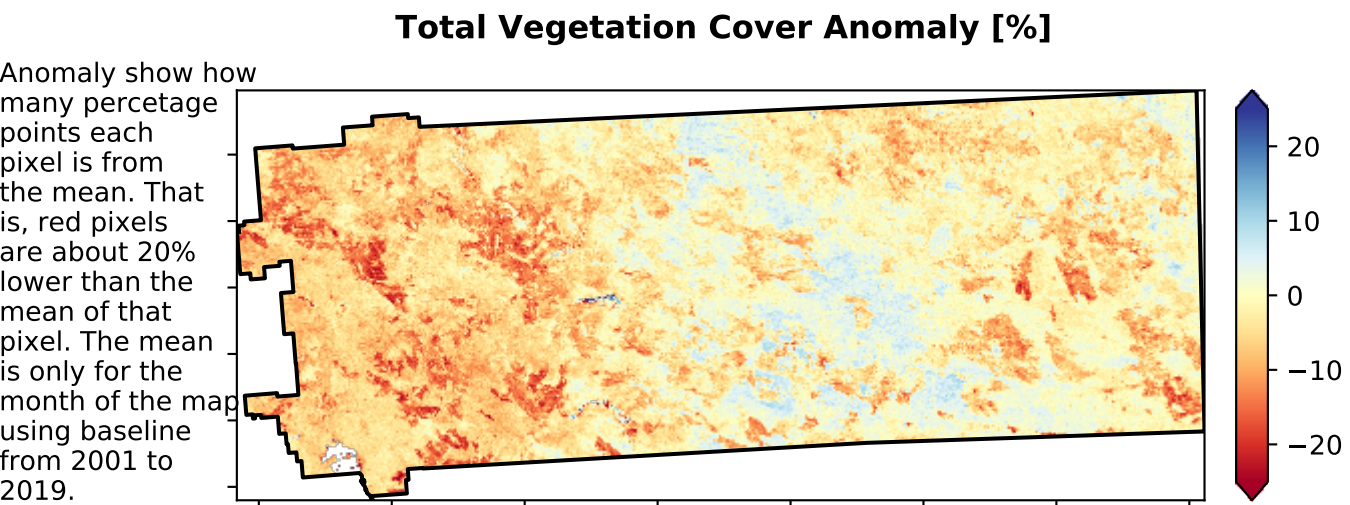 Total Vegetation Cover Anomaly [%]
Anomaly show how
many percetage
points each
pixel is from
the mean. That
is, red pixels
are about 20%
lower than the
mean of that
pixel. The mean
is only for the
month of the map
using baseline
from 2001 to
2019.
20
10
0
−10
−20